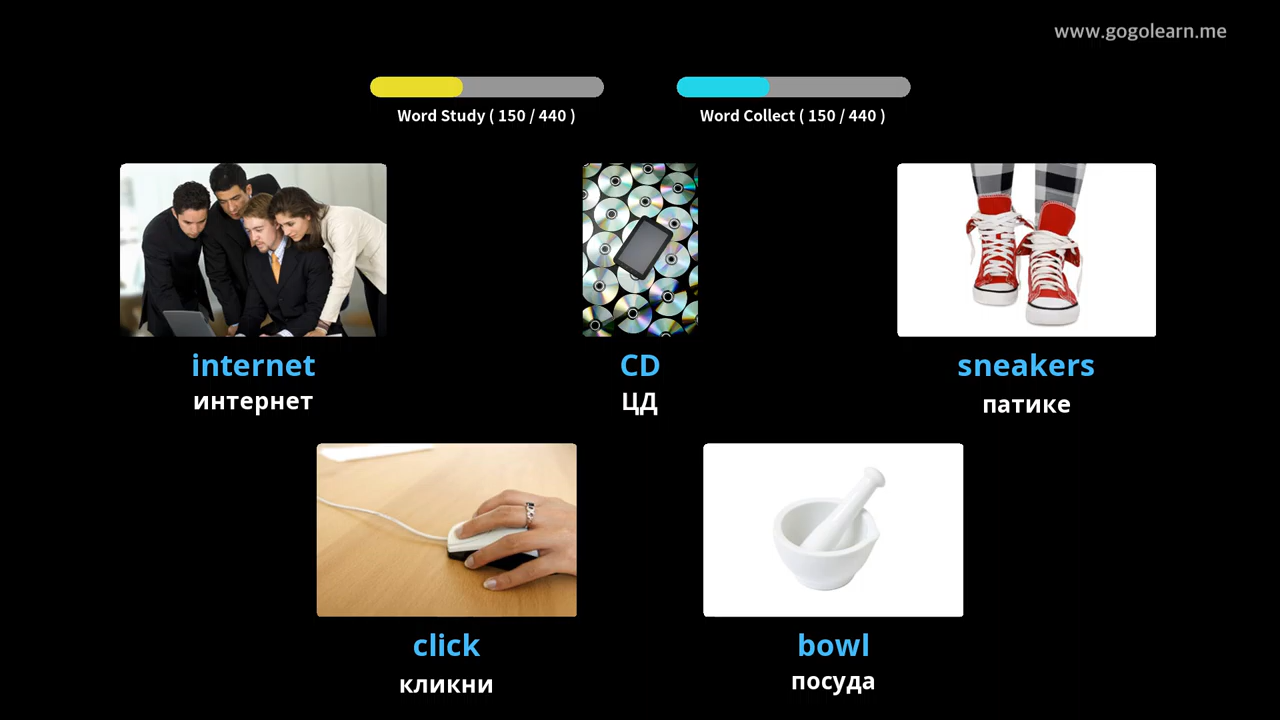 www.gogolearn.me
Word Study ( 150 / 440 )
Word Collect ( 150 / 440 )
internet
интернет
CD
ЦД
sneakers
патике
click
кликни
bowl
посуда